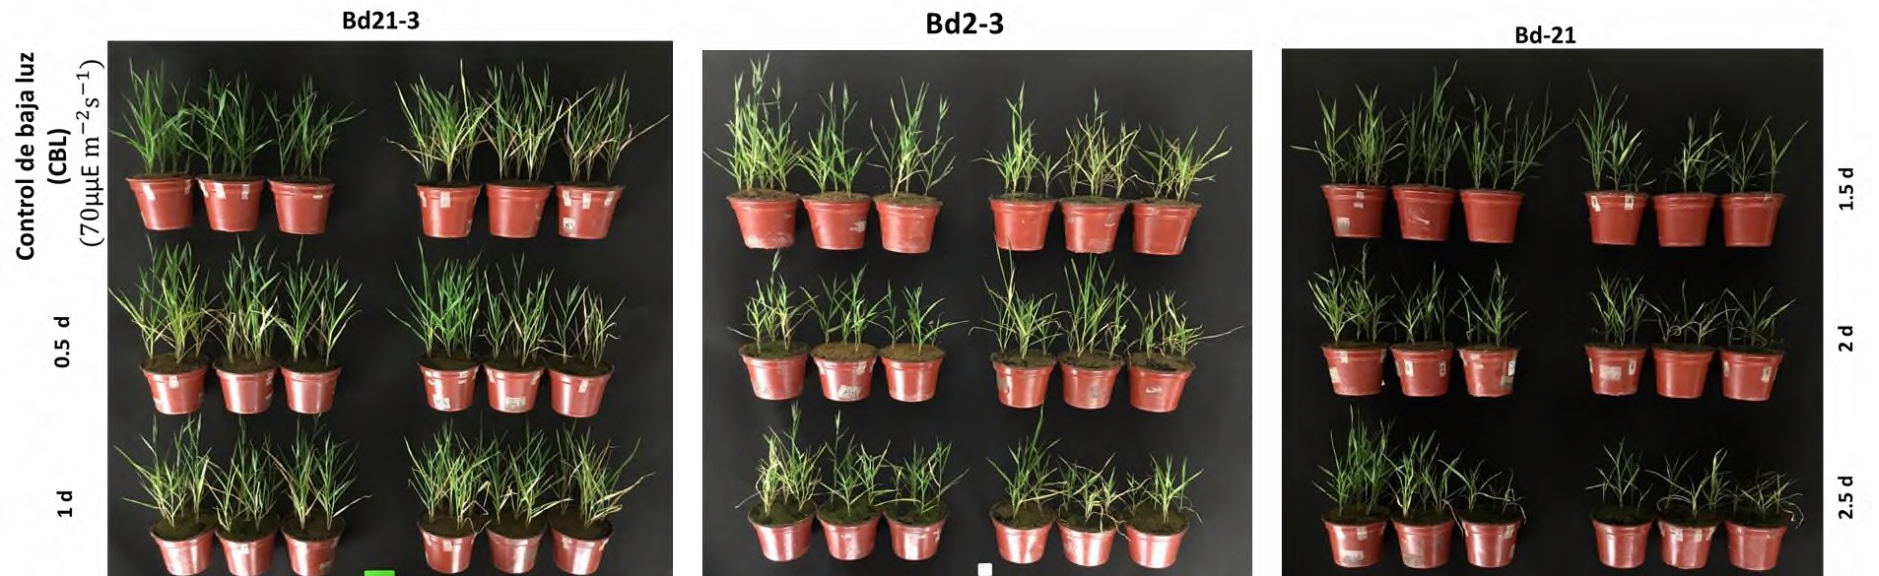 Bd21-3
Bd2-3
Bd-21
Control de baja luz
(CBL)
(70μμE m⁻²s⁻¹)
0.5 d
1 d
1.5 d
2 d
2.5 d